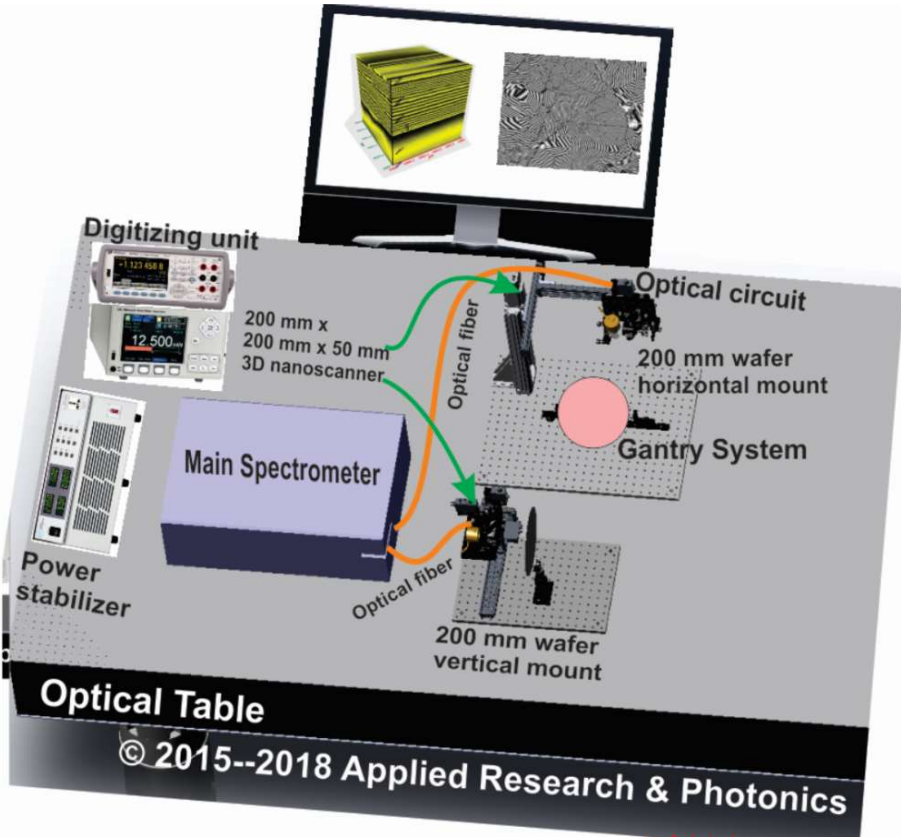 Digitizing unit
+1.123 458 8
12.500
200 mm x
200 mm x 50 mm
3D nanoscanner
Optical fiber
Optical circuit
200 mm wafer
horizontal mount
Gantry System
Main Spectrometer
Power
stabilizer
Optical fiber
200 mm wafer
vertical mount
Optical Table
© 2015--2018 Applied Research & Photonics